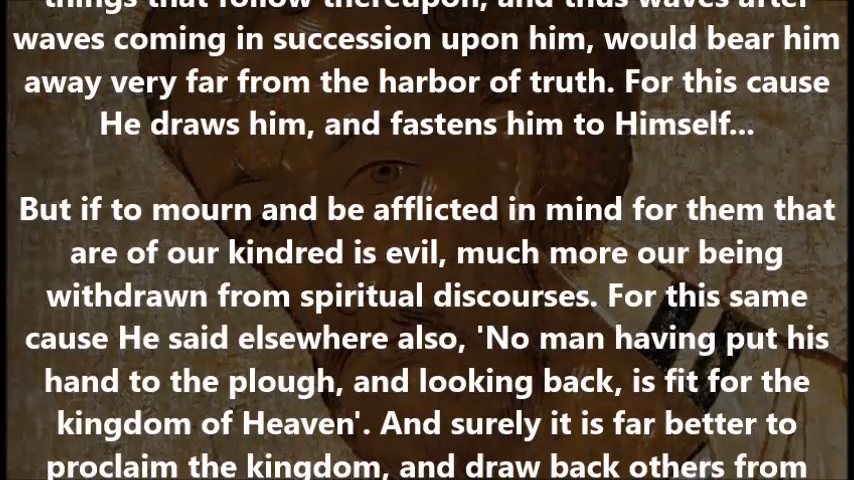 things that follow thereupon, and thus waves after
waves coming in succession upon him, would bear him
away very far from the harbor of truth. For this cause
He draws him, and fastens him to Himself...
But if to mourn and be afflicted in mind for them that
are of our kindred is evil, much more our being
withdrawn from spiritual discourses. For this same
cause He said elsewhere also, 'No man having put his
hand to the plough, and looking back, is fit for the
kingdom of Heaven'. And surely it is far better to
proclaim the kingdom, and draw back others from